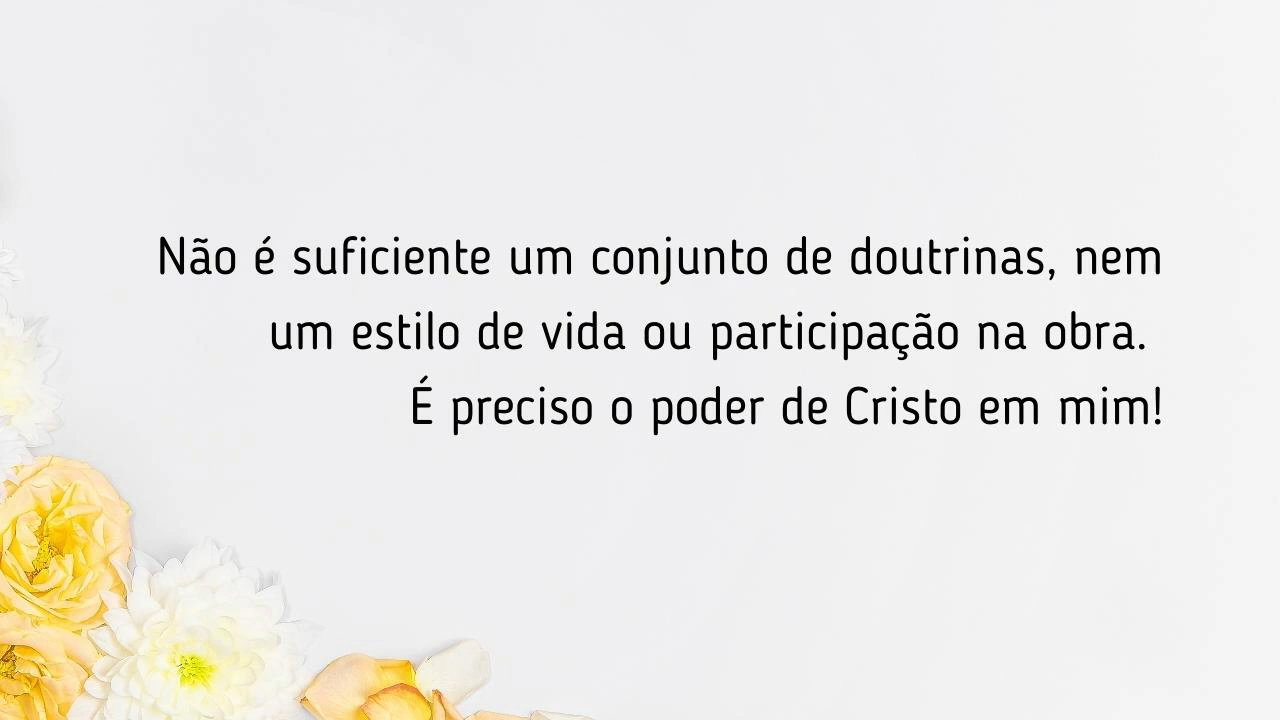 Não é suficiente um conjunto de doutrinas, nem
um estilo de vida ou participação na obra.
É preciso o poder de Cristo em mim!